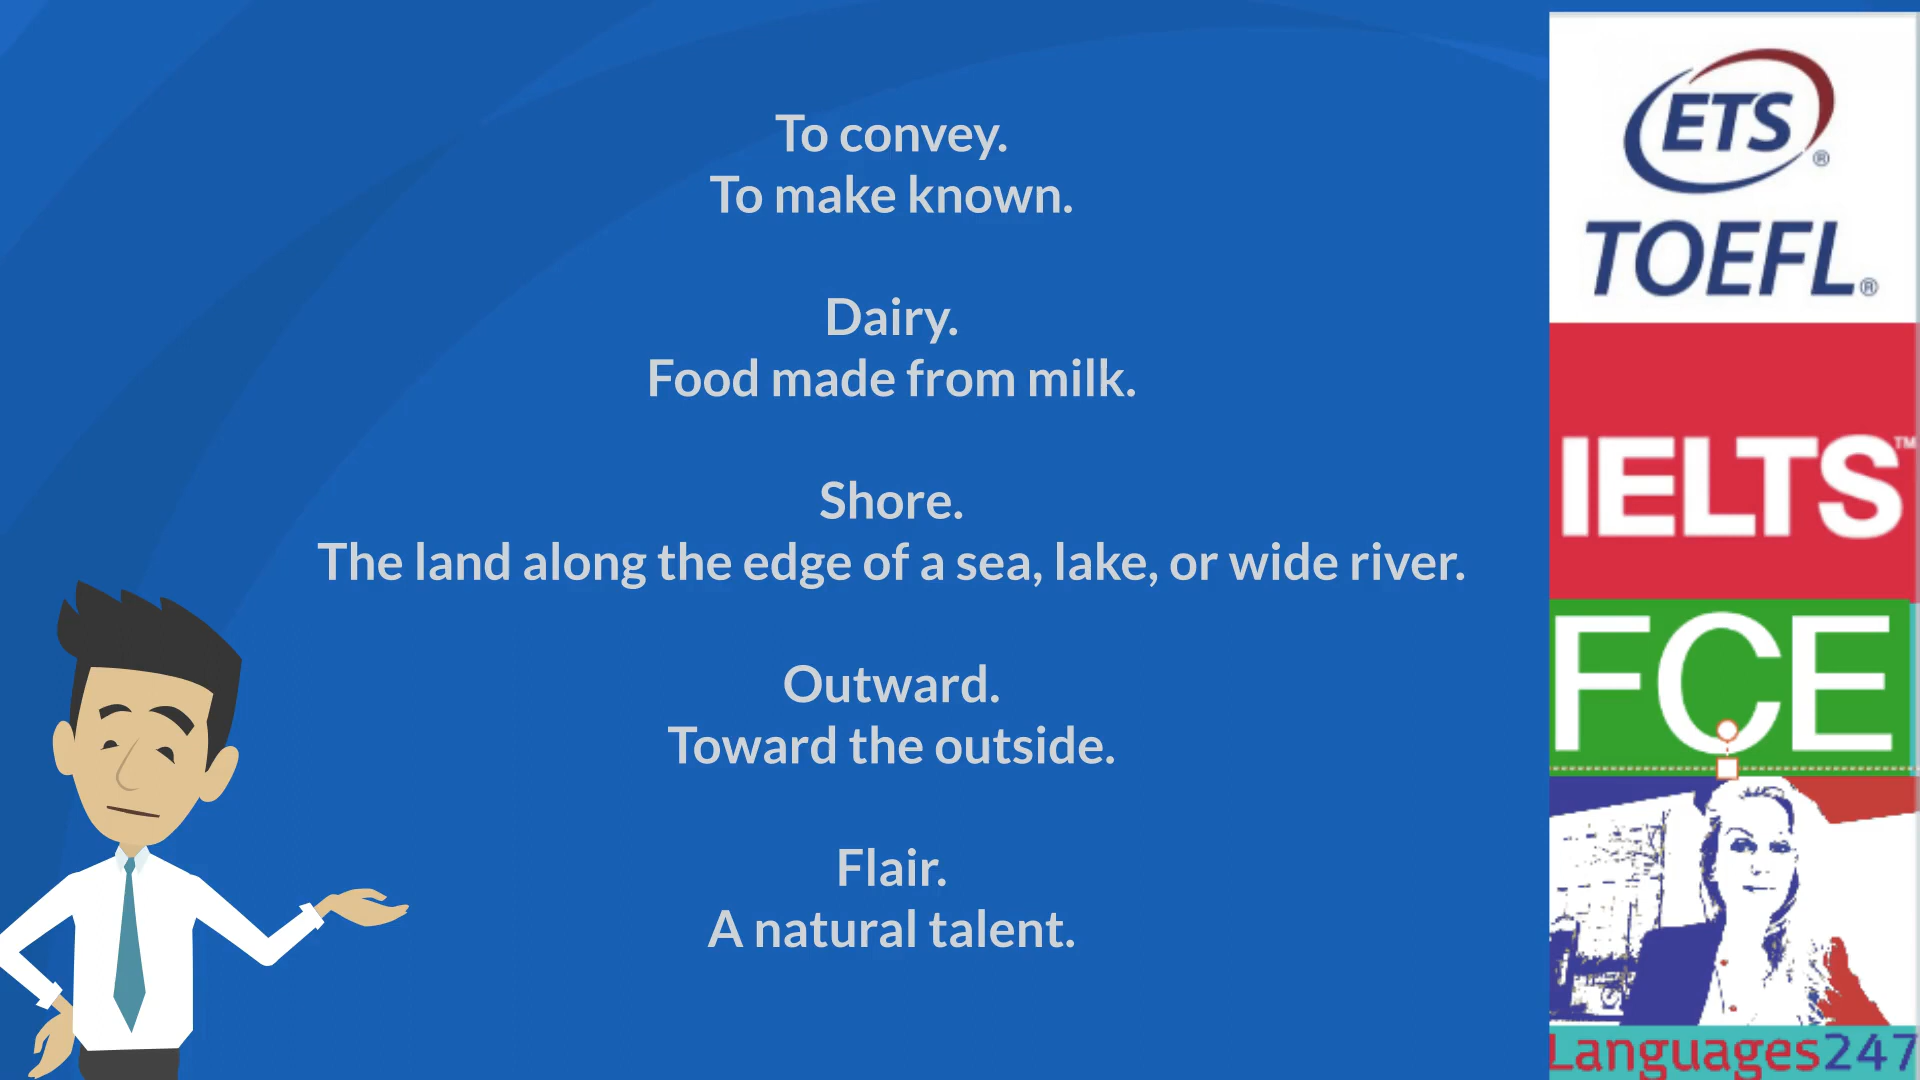 To convey.
To make known.
Dairy.
Food made from milk.
Shore.
The land along the edge of a sea, lake, or wide river.
Outward.
Toward the outside.
Flair.
A natural talent.
ETS®
TOEFL®
IELTS™
FCE
Languages247